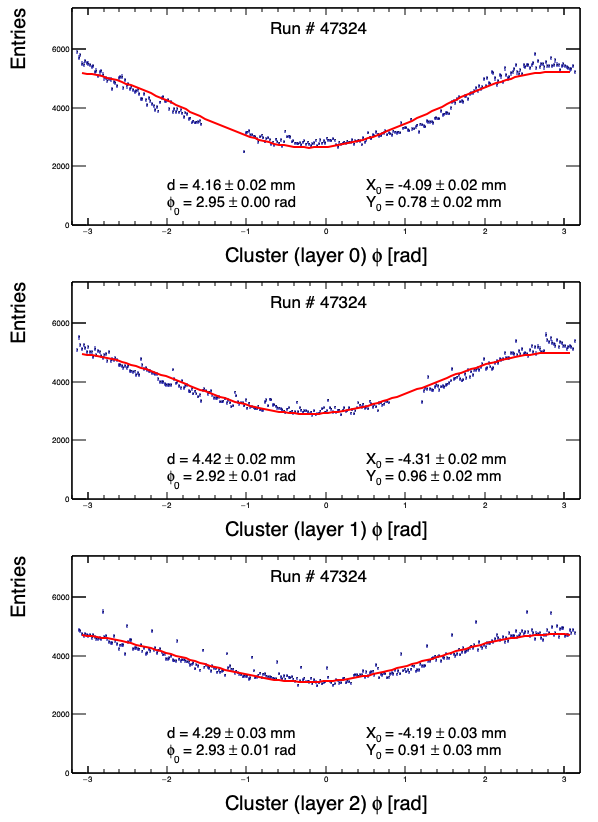 Run # 47324
Entries
6000
4000
2000
0
d = 4.16 ± 0.02 mm
X₀ = -4.09 ± 0.02 mm
ϕ₀ = 2.95 ± 0.00 rad
Y₀ = 0.78 ± 0.02 mm
−3 −2 −1 0 1 2 3
Cluster (layer 0) ϕ [rad]
Run # 47324
Entries
6000
4000
2000
0
d = 4.42 ± 0.02 mm
X₀ = -4.31 ± 0.02 mm
ϕ₀ = 2.92 ± 0.01 rad
Y₀ = 0.96 ± 0.02 mm
−3 −2 −1 0 1 2 3
Cluster (layer 1) ϕ [rad]
Run # 47324
Entries
6000
4000
2000
0
d = 4.29 ± 0.03 mm
X₀ = -4.19 ± 0.03 mm
ϕ₀ = 2.93 ± 0.01 rad
Y₀ = 0.91 ± 0.03 mm
−3 −2 −1 0 1 2 3
Cluster (layer 2) ϕ [rad]